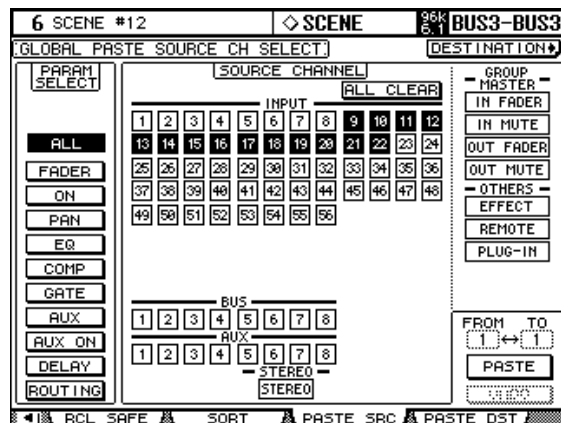 6 SCENE #12 ◇SCENE 96k 6.1 BUS3-BUS3
GLOBAL PASTE SOURCE CH SELECT DESTINATION
PARAM SELECT
ALL
FADER
ON
PAN
EQ
COMP
GATE
AUX
AUX ON
DELAY
ROUTING
SOURCE CHANNEL
ALL CLEAR
INPUT
1 2 3 4 5 6 7 8 9 10 11 12
13 14 15 16 17 18 19 20 21 22 23 24
25 26 27 28 29 30 31 32 33 34 35 36
37 38 39 40 41 42 43 44 45 46 47 48
49 50 51 52 53 54 55 56
BUS
1 2 3 4 5 6 7 8
AUX
1 2 3 4 5 6 7 8
STEREO
STEREO
GROUP
MASTER
IN FADER
IN MUTE
OUT FADER
OUT MUTE
OTHERS
EFFECT
REMOTE
PLUG-IN
FROM TO
1 ↔ 1
PASTE
UNDO
RCL SAFE SORT PASTE SRC PASTE DST